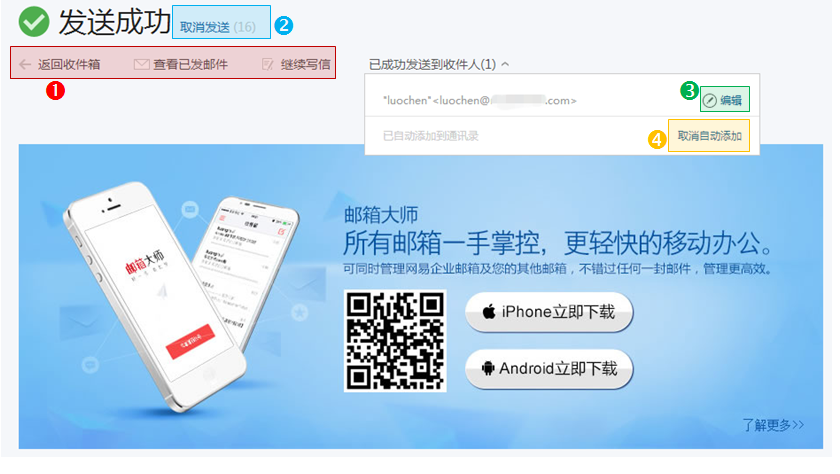 发送成功 取消发送 (16) 2
返回收件箱 查看已发邮件 继续写信
1
已成功发送到收件人(1)
"luochen"<luochen@ .com> 3 编辑
已自动添加到通讯录 4 取消自动添加
邮箱大师
邮箱大师
所有邮箱一手掌控，更轻快的移动办公。
可同时管理网易企业邮箱及您的其他邮箱，不错过任何一封邮件，管理更高效。
iPhone立即下载
Android立即下载
了解更多>>